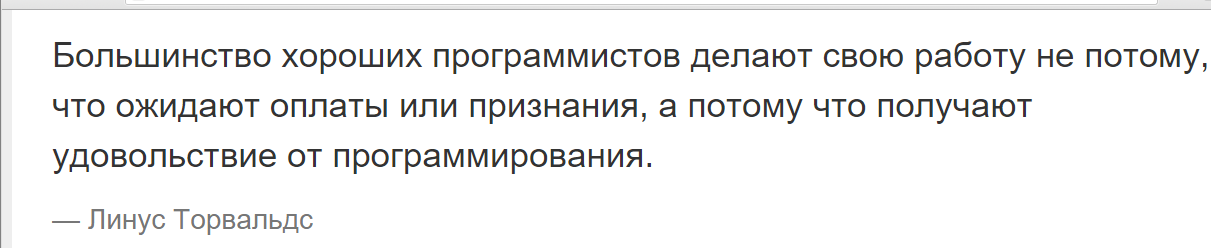 Большинство хороших программистов делают свою работу не потому,
что ожидают оплаты или признания, а потому что получают
удовольствие от программирования.
— Линус Торвальдс